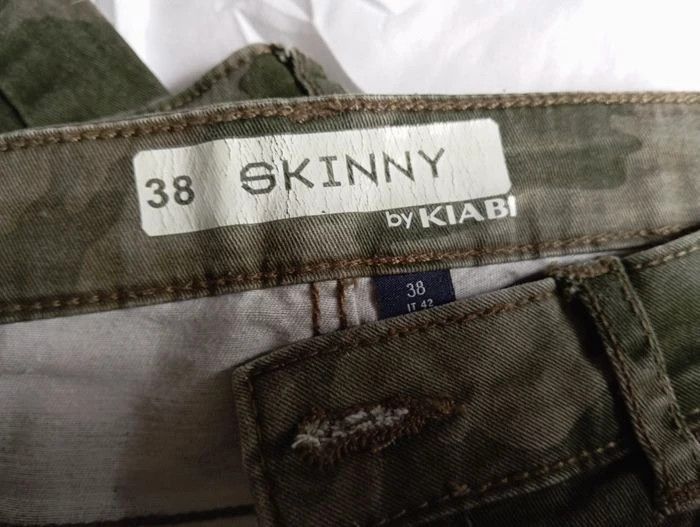 38 SKINNY
by KIABI
38
IT 42